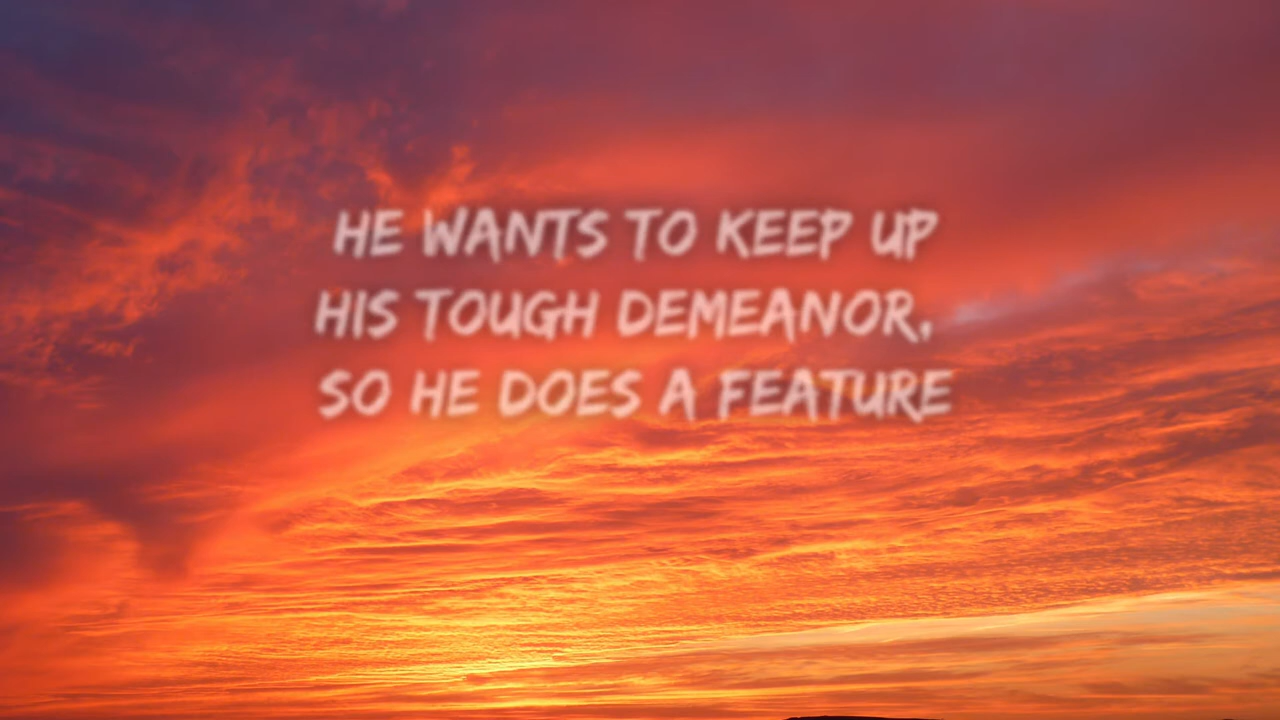 HE WANTS TO KEEP UP
HIS TOUGH DEMEANOR,
SO HE DOES A FEATURE